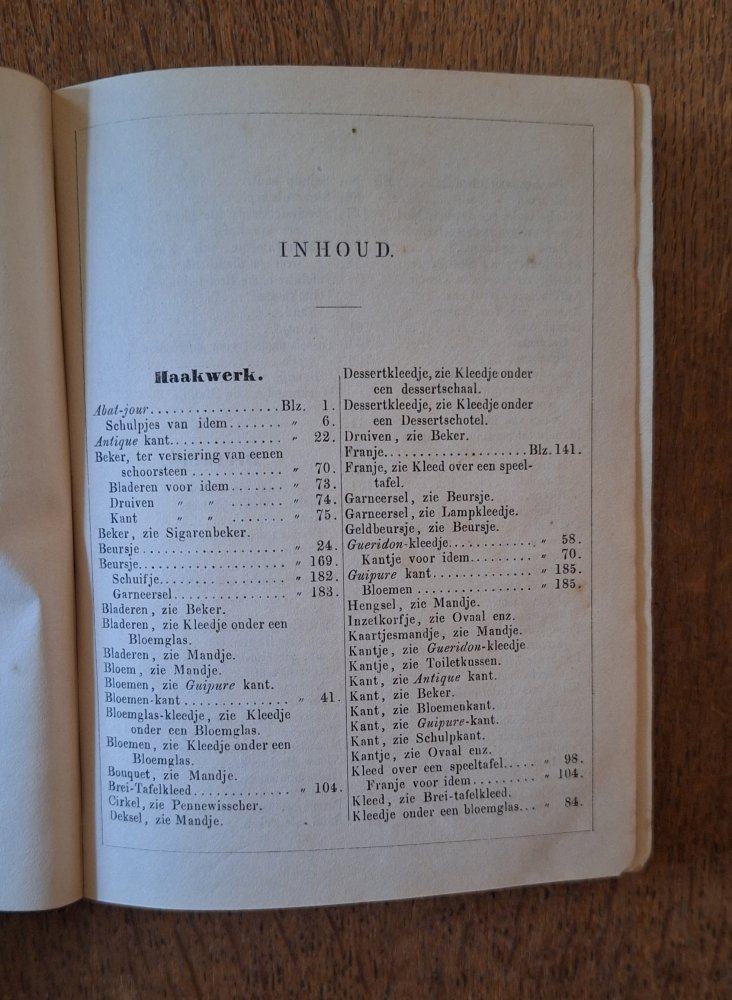 INHOUD.
Haakwerk.
Abat-jour................Blz. 1.
Schulpjes van idem....... „ 6.
Antique kant.............. „ 22.
Beker, ter versiering van eenen
schoorsteen ............ „ 70.
Bladeren voor idem....... „ 73.
Druiven „ „ ....... „ 74.
Kant „ „ ....... „ 75.
Beker, zie Sigarenbeker.
Beursje.................. „ 24.
Beursje.................. „ 169.
Schuifje............... „ 182.
Garneersel.............. „ 183.
Bladeren, zie Beker.
Bladeren, zie Kleedje onder een
Bloemglas.
Bladeren, zie Mandje.
Bloem, zie Mandje.
Bloemen, zie Guipure kant.
Bloemen-kant .............. „ 41.
Bloemglas-kleedje, zie Kleedje
onder een Bloemglas.
Bloemen, zie Kleedje onder een
Bloemglas.
Bouquet, zie Mandje.
Brei-Tafelkleed............ „ 104.
Cirkel, zie Pennewisscher.
Deksel, zie Mandje.
Dessertkleedje, zie Kleedje onder
een dessertschaal.
Dessertkleedje, zie Kleedje onder
een Dessertschotel.
Druiven, zie Beker.
Franje..................Blz. 141.
Franje, zie Kleed over een speel-
tafel.
Garneersel, zie Beursje.
Garneersel, zie Lampkleedje.
Geldbeursje, zie Beursje.
Gueridon-kleedje........... „ 58.
Kantje voor idem......... „ 70.
Guipure kant.............. „ 185.
Bloemen ............... „ 185.
Hengsel, zie Mandje.
Inzetkorfje, zie Ovaal enz.
Kaartjesmandje, zie Mandje.
Kantje, zie Gueridon-kleedje
Kantje, zie Toiletkussen.
Kant, zie Antique kant.
Kant, zie Beker.
Kant, zie Bloemenkant.
Kant, zie Guipure-kant.
Kant, zie Schulpkant.
Kantje, zie Ovaal enz.
Kleed over een speeltafel..... „ 98.
Franje voor idem......... „ 104.
Kleed, zie Brei-tafelkleed.
Kleedje onder een bloemglas... „ 84.